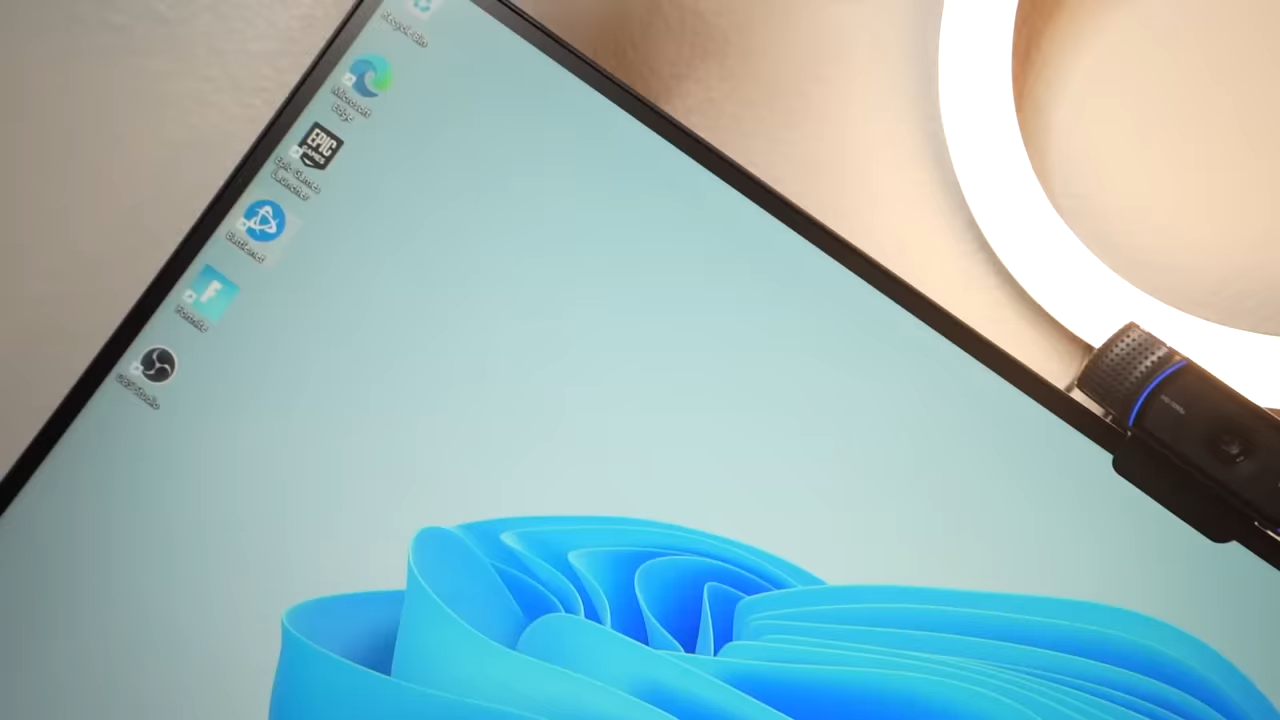 Recycle Bin
Microsoft
Edge
EPIC
GAMES
Epic Games
Launcher
Battle.net
F
Fortnite
OBS Studio